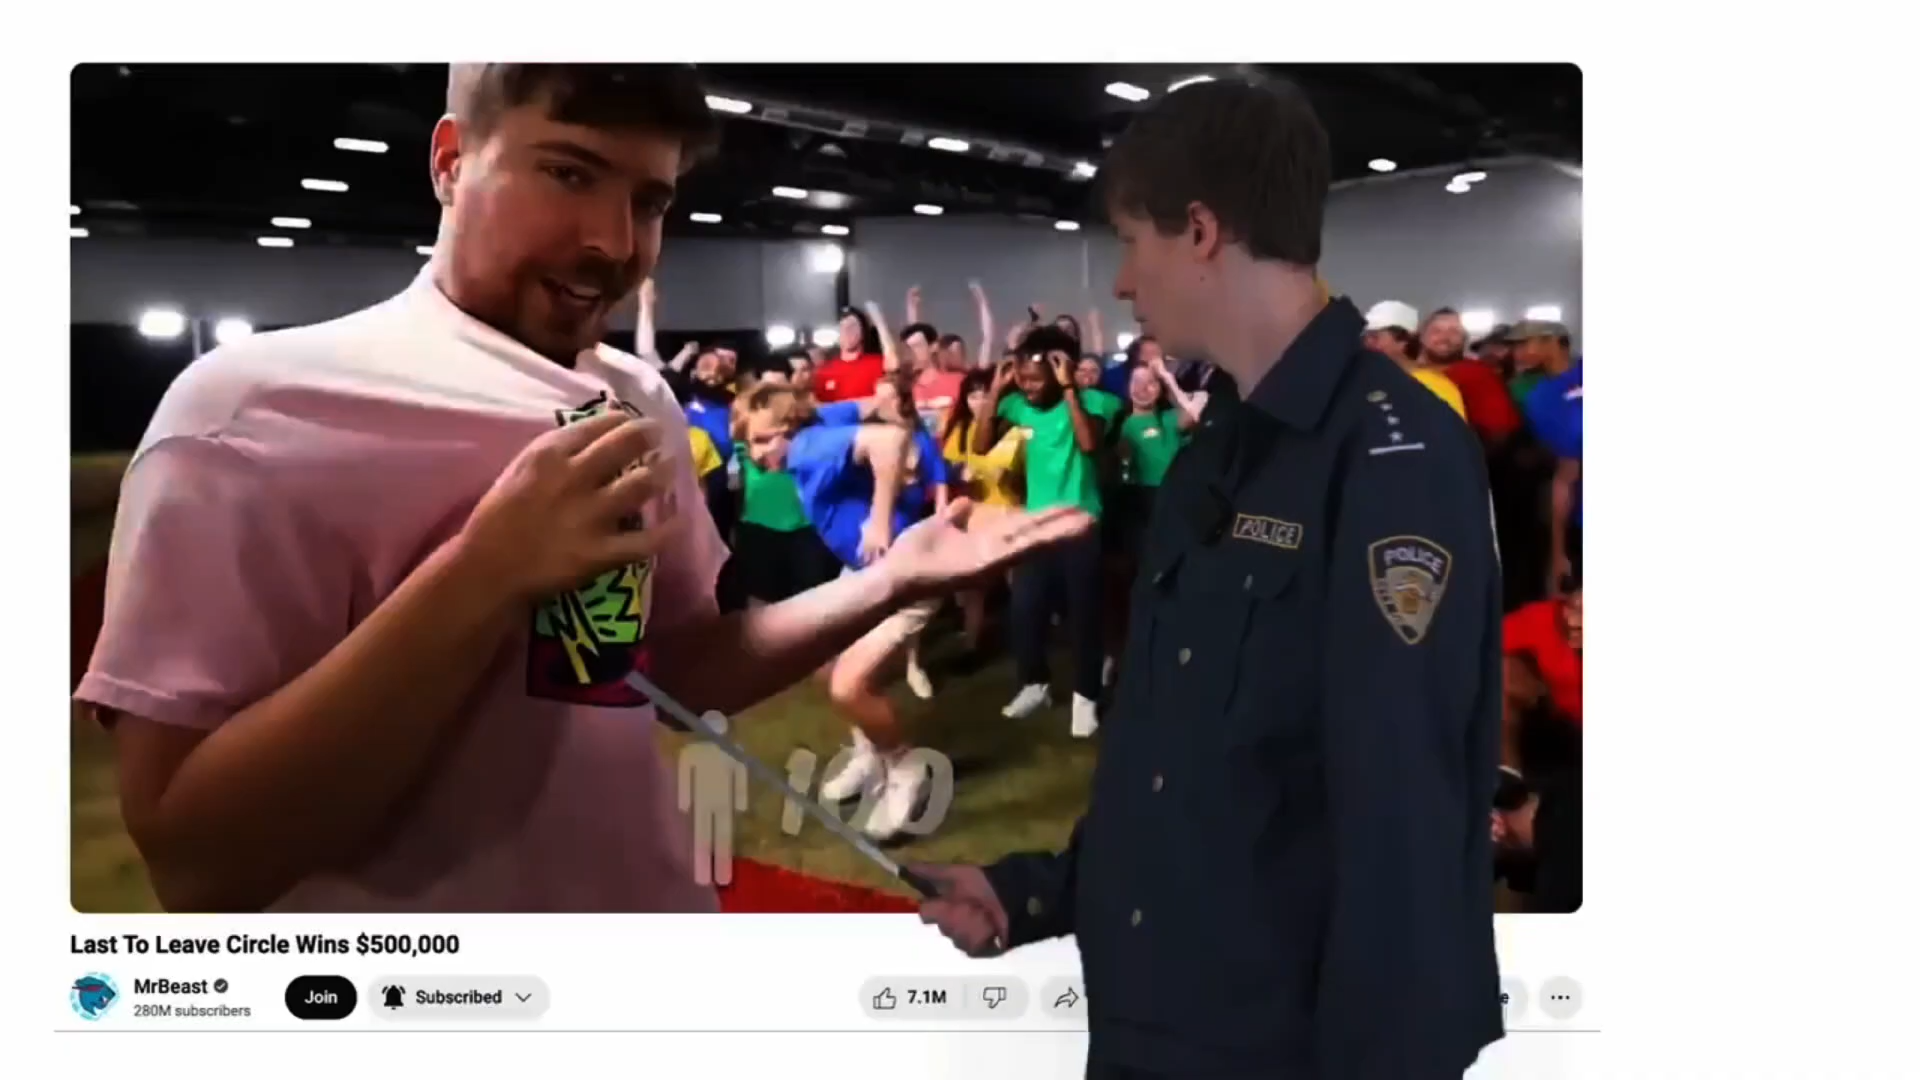 POLICE
POLICE
100
Last To Leave Circle Wins $500,000
MrBeast
280M subscribers
Join
Subscribed
7.1M